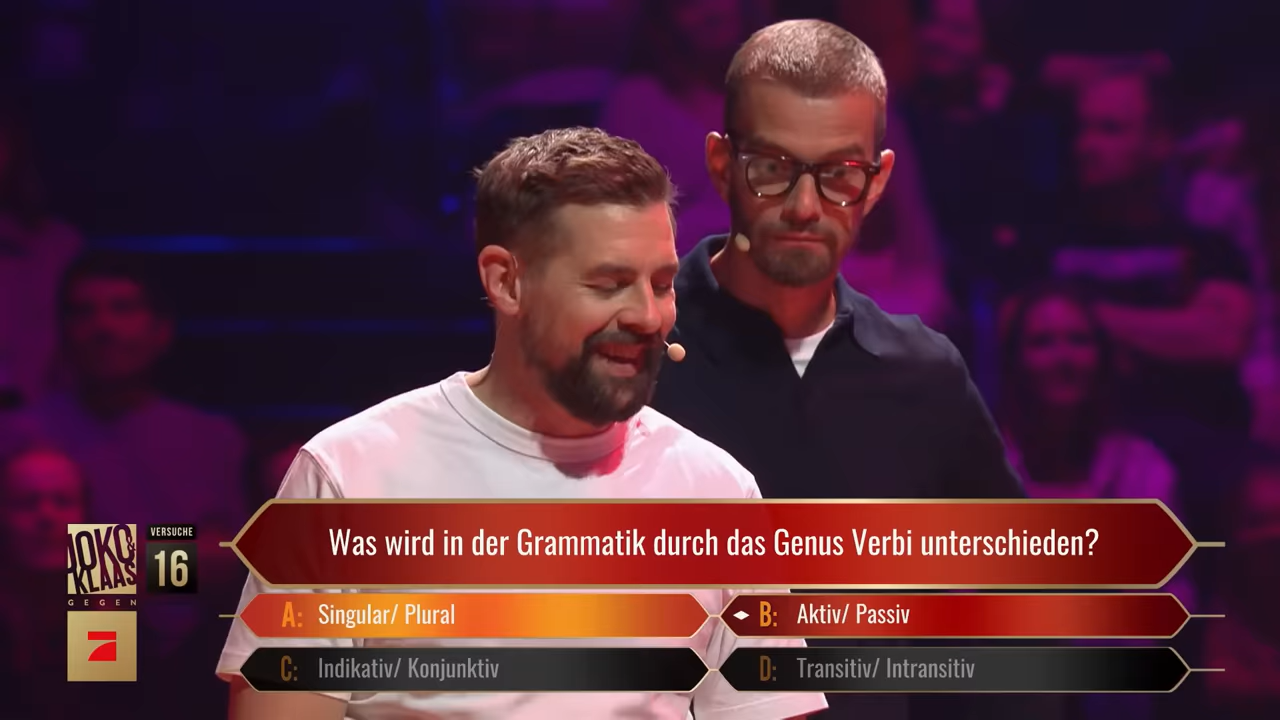 Was wird in der Grammatik durch das Genus Verbi unterschieden?
JOKO &
KLAAS
GEGEN
VERSUCHE
16
A: Singular/ Plural
B: Aktiv/ Passiv
C: Indikativ/ Konjunktiv
D: Transitiv/ Intransitiv